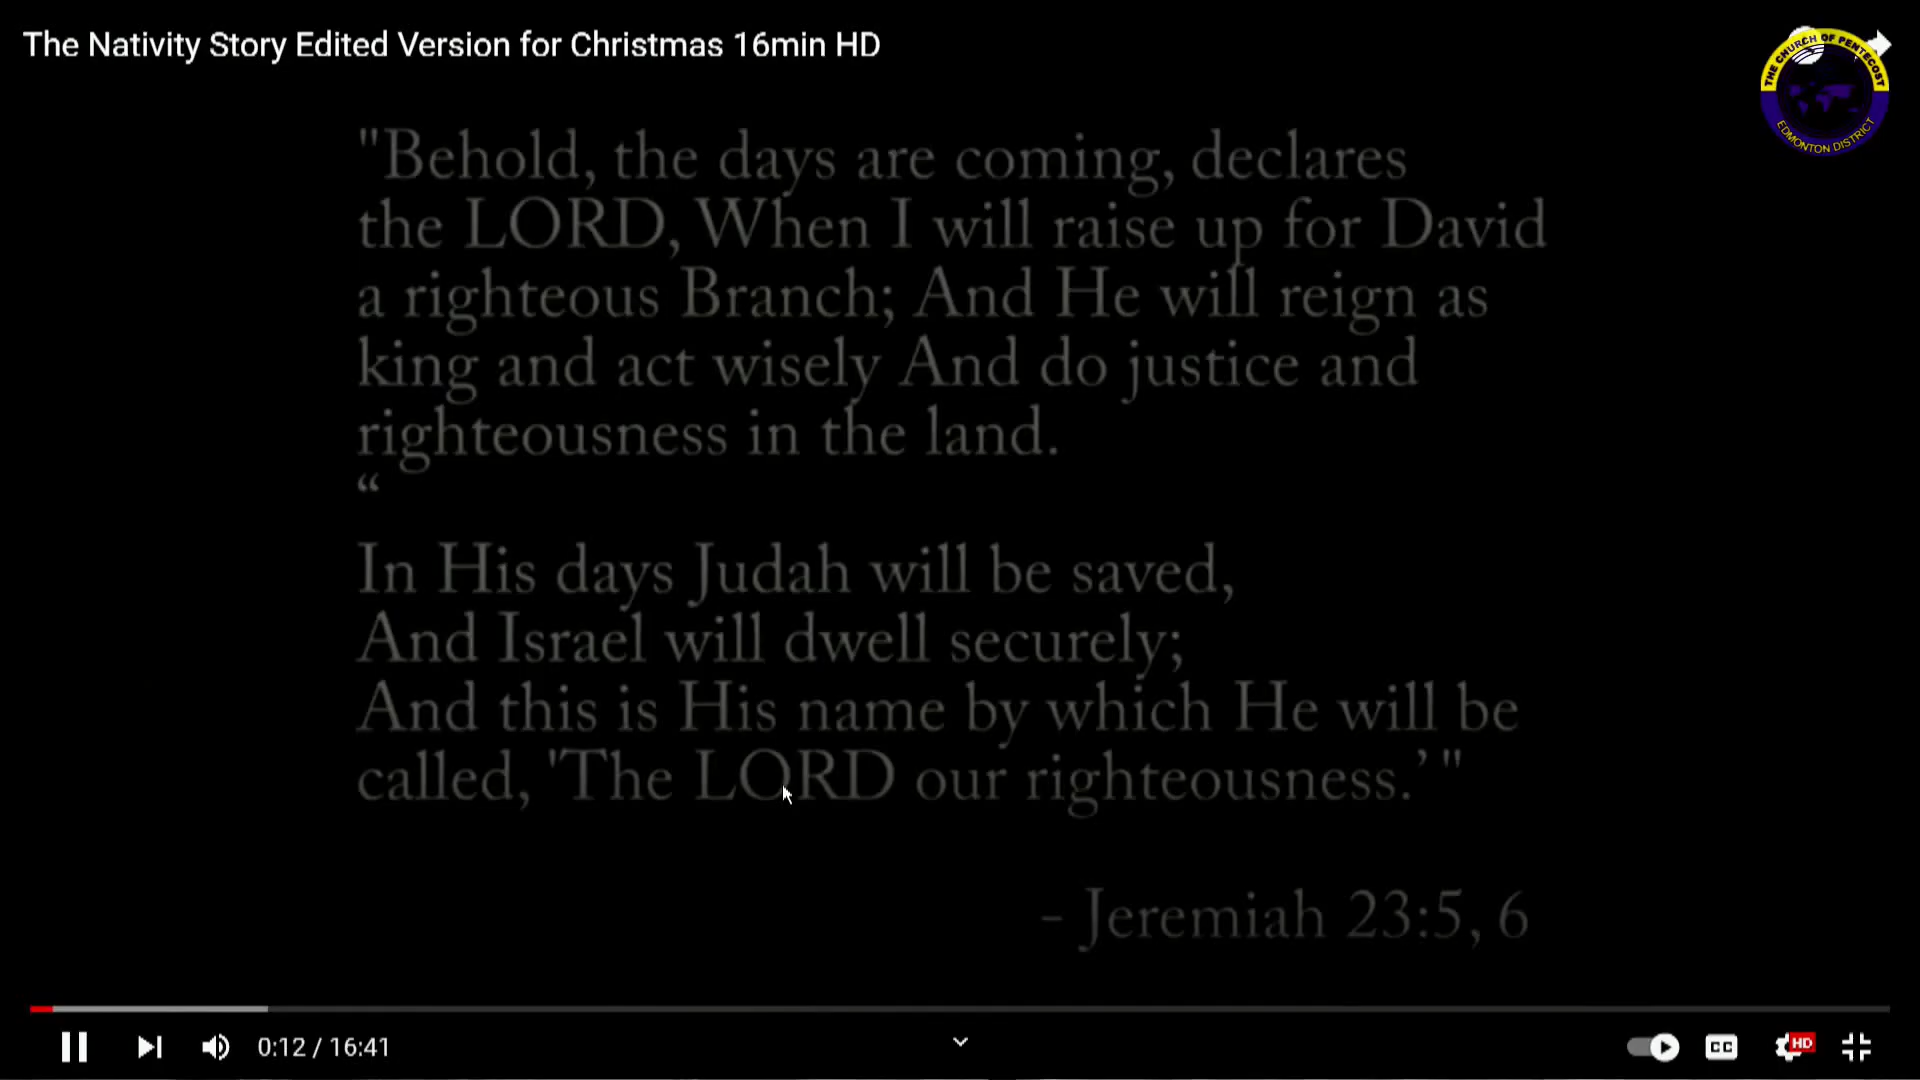 The Nativity Story Edited Version for Christmas 16min HD
THE CHURCH OF PENTECOST
EDMONTON DISTRICT
"Behold, the days are coming, declares
the LORD, When I will raise up for David
a righteous Branch; And He will reign as
king and act wisely And do justice and
righteousness in the land.
“
In His days Judah will be saved,
And Israel will dwell securely;
And this is His name by which He will be
called, 'The LORD our righteousness.’ "
- Jeremiah 23:5, 6
0:12 / 16:41
CC
HD